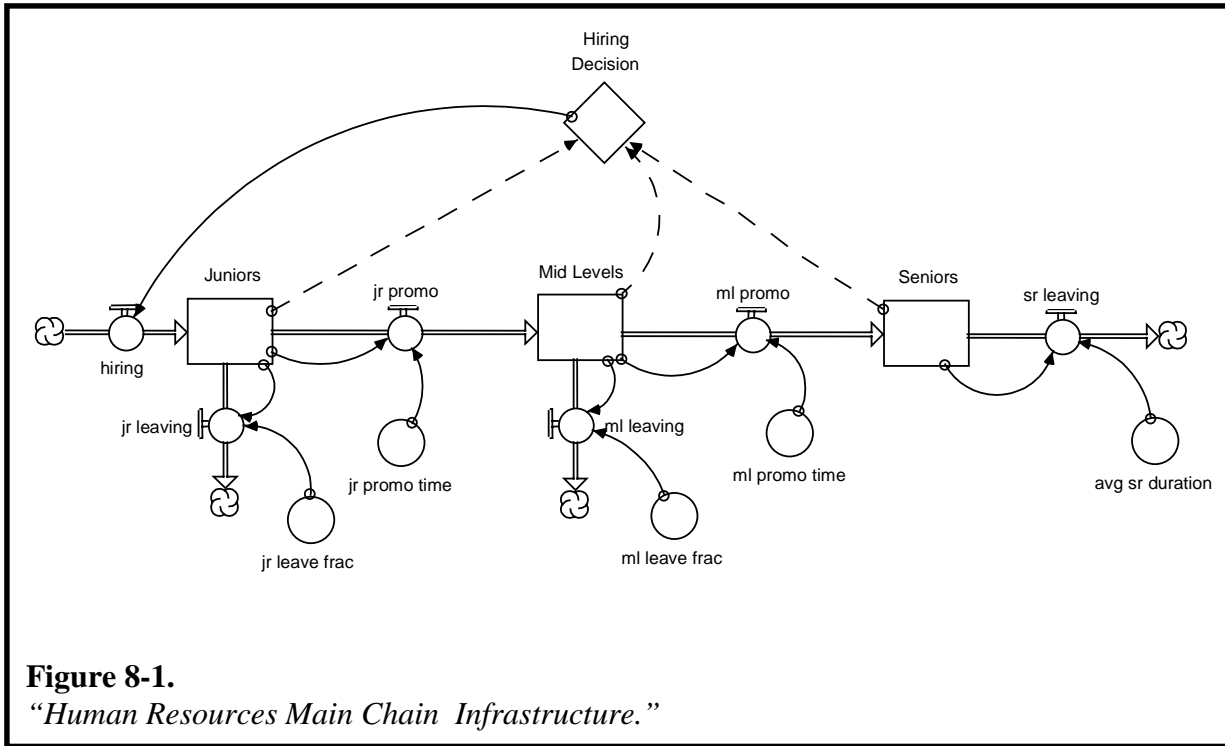 Hiring
Decision
Juniors
Mid Levels
Seniors
jr promo
ml promo
sr leaving
hiring
jr leaving
ml leaving
jr promo time
ml promo time
avg sr duration
jr leave frac
ml leave frac
Figure 8-1.
“Human Resources Main Chain Infrastructure.”